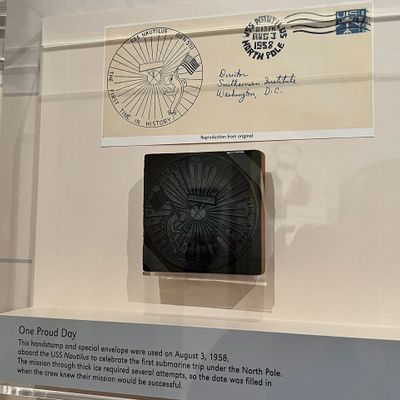 USS NAUTILUS
THE FIRST TIME IN HISTORY
USS NAUTILUS
AUG 3
1958
NORTH POLE
Director
Smithsonian Institute
Washington, D.C.
Reproduction from original
One Proud Day
This handstamp and special envelope were used on August 3, 1958,
aboard the USS Nautilus to celebrate the first submarine trip under the North Pole.
The mission through thick ice required several attempts, so the date was filled in
when the crew knew their mission would be successful.